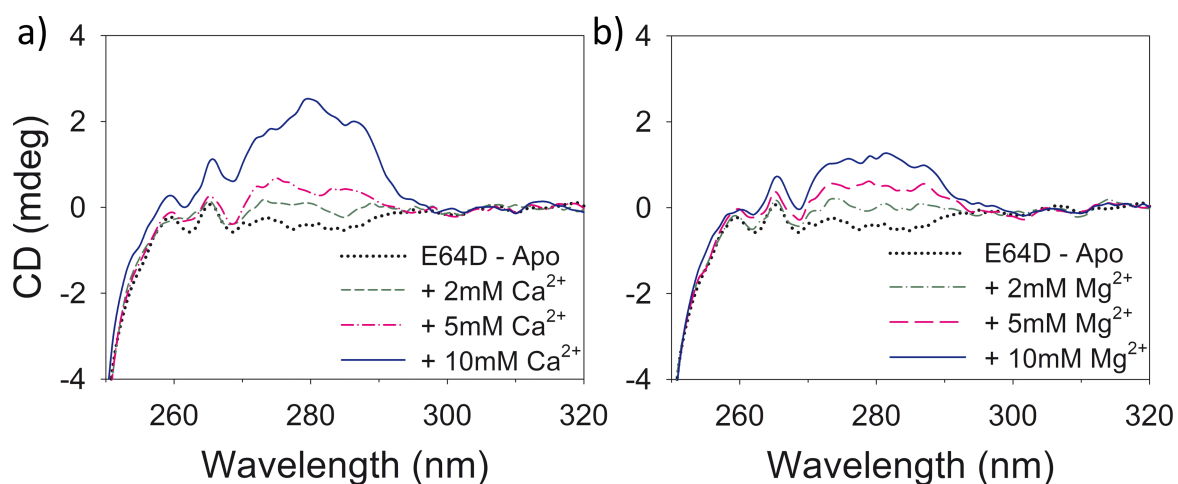 a)
4
2
0
-2
-4
CD (mdeg)
E64D - Apo
+ 2mM Ca²⁺
+ 5mM Ca²⁺
+ 10mM Ca²⁺
260 280 300 320
Wavelength (nm)
b)
4
2
0
-2
-4
E64D - Apo
+ 2mM Mg²⁺
+ 5mM Mg²⁺
+ 10mM Mg²⁺
260 280 300 320
Wavelength (nm)